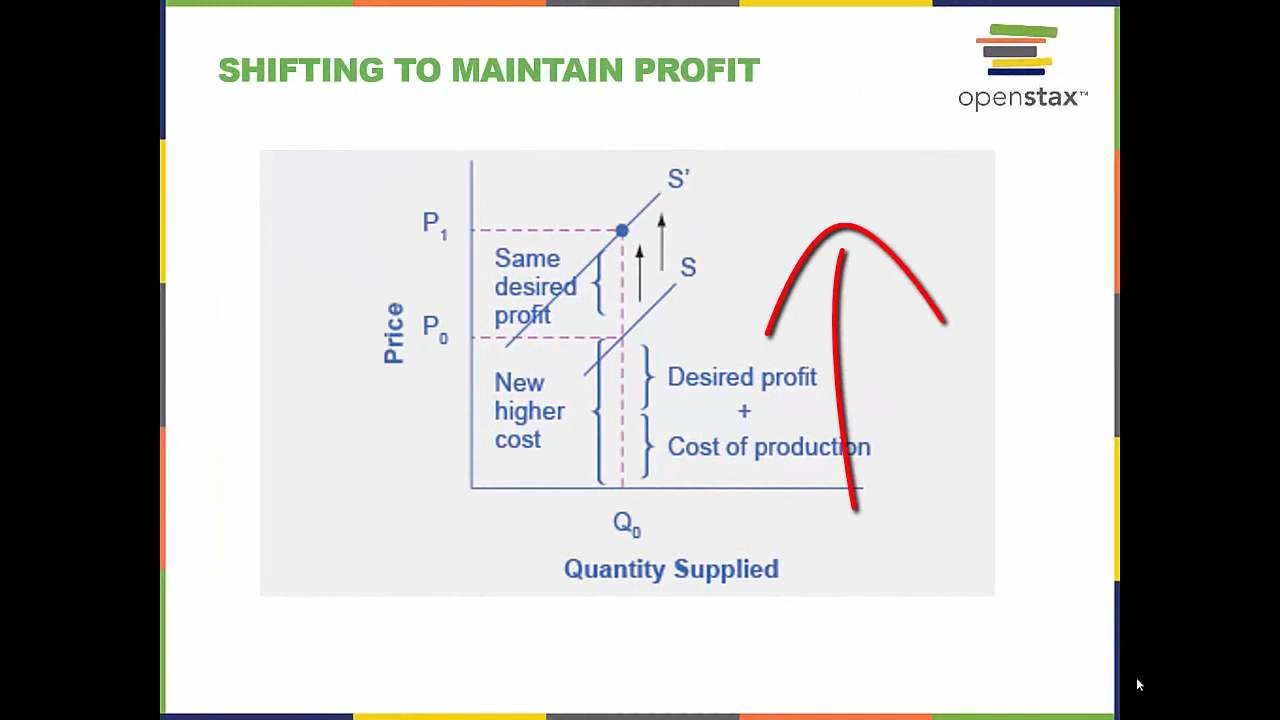 SHIFTING TO MAINTAIN PROFIT
openstax™
S’
P1
Same
desired
profit
S
Price
P0
New
higher
cost
Desired profit
+
Cost of production
Q0
Quantity Supplied